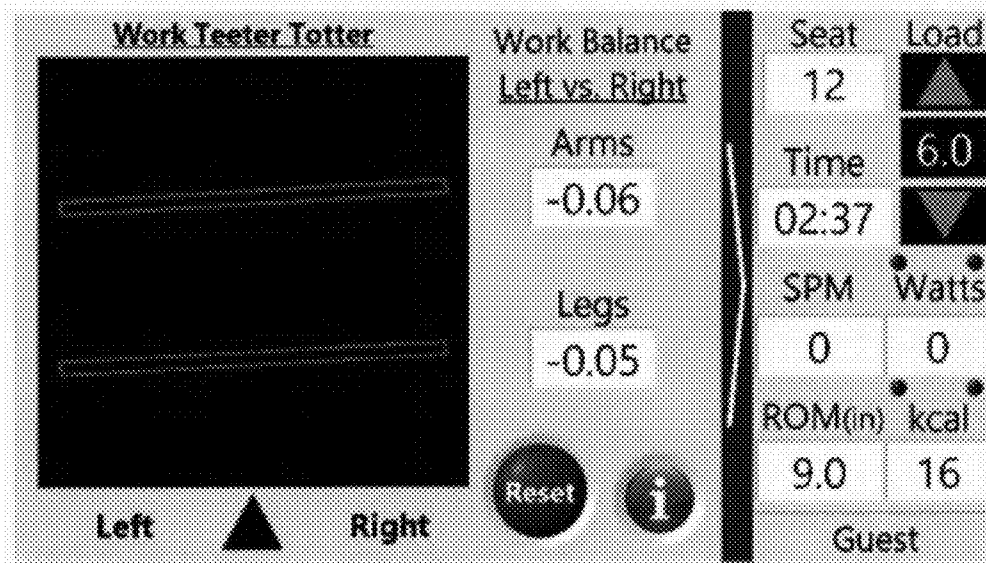 Work Teeter Totter
Left
Right
Work Balance
Left vs. Right
Arms
-0.06
Legs
-0.05
Reset
i
Seat
12
Load
6.0
Time
02:37
SPM
0
Watts
0
ROM(in)
9.0
kcal
16
Guest